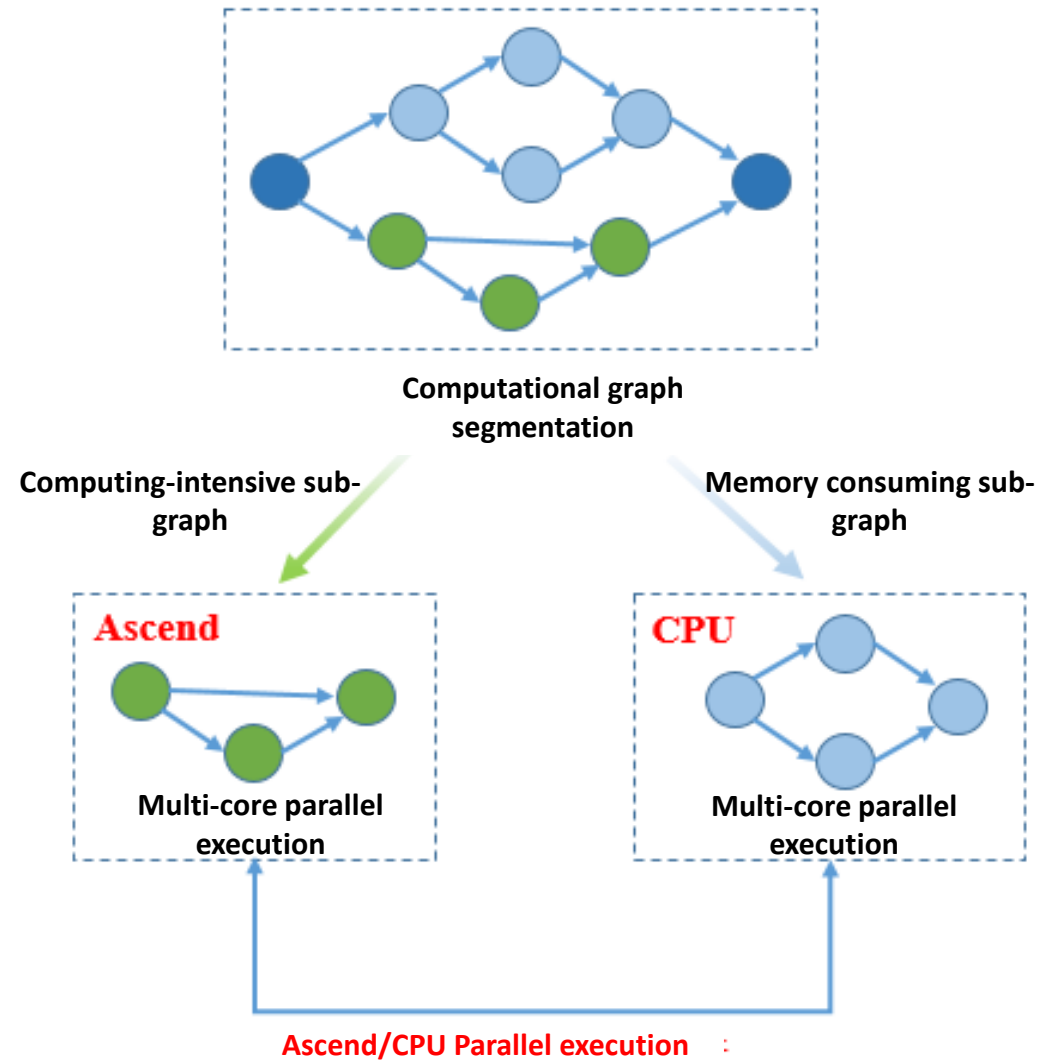 Computational graph
segmentation
Computing-intensive sub-
graph
Memory consuming sub-
graph
Ascend
CPU
Multi-core parallel
execution
Multi-core parallel
execution
Ascend/CPU Parallel execution :